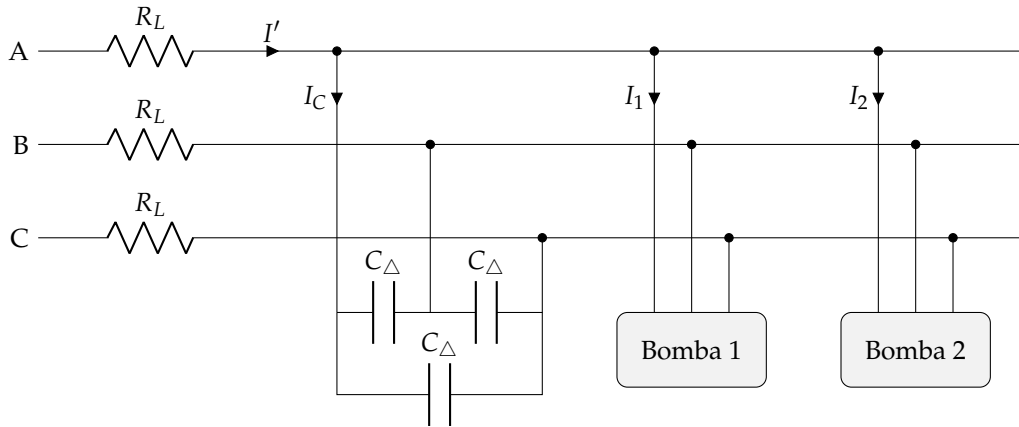 R_L
I′
A
I_C
I_1
I_2
R_L
B
R_L
C
C_△
C_△
C_△
Bomba 1
Bomba 2